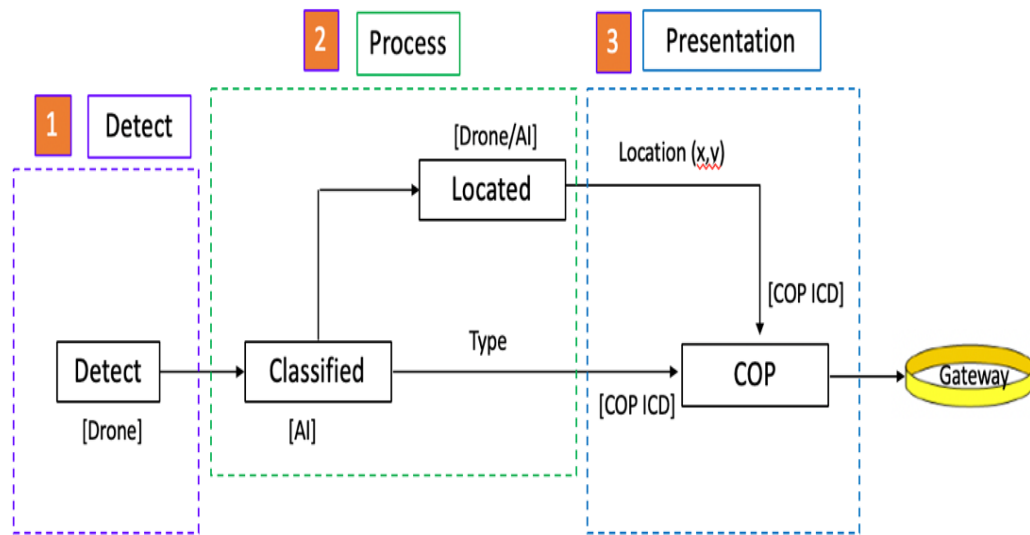 1
Detect
2
Process
3
Presentation
[Drone/AI]
Located
Location (x,y)
[COP ICD]
Detect
[Drone]
Classified
[AI]
Type
[COP ICD]
COP
Gateway